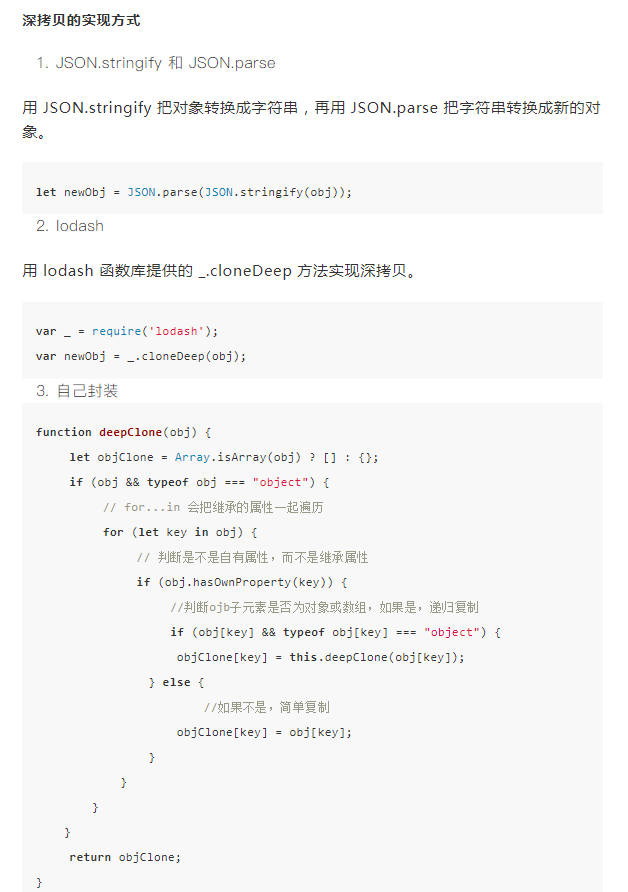 深拷贝的实现方式
1. JSON.stringify 和 JSON.parse
用 JSON.stringify 把对象转换成字符串，再用 JSON.parse 把字符串转换成新的对
象。
let newObj = JSON.parse(JSON.stringify(obj));
2. lodash
用 lodash 函数库提供的 _.cloneDeep 方法实现深拷贝。
var _ = require('lodash');
var newObj = _.cloneDeep(obj);
3. 自己封装
function deepClone(obj) {
let objClone = Array.isArray(obj) ? [] : {};
if (obj && typeof obj === "object") {
// for...in 会把继承的属性一起遍历
for (let key in obj) {
// 判断是不是自有属性，而不是继承属性
if (obj.hasOwnProperty(key)) {
//判断ojb子元素是否为对象或数组，如果是，递归复制
if (obj[key] && typeof obj[key] === "object") {
objClone[key] = this.deepClone(obj[key]);
} else {
//如果不是，简单复制
objClone[key] = obj[key];
}
}
}
}
return objClone;
}